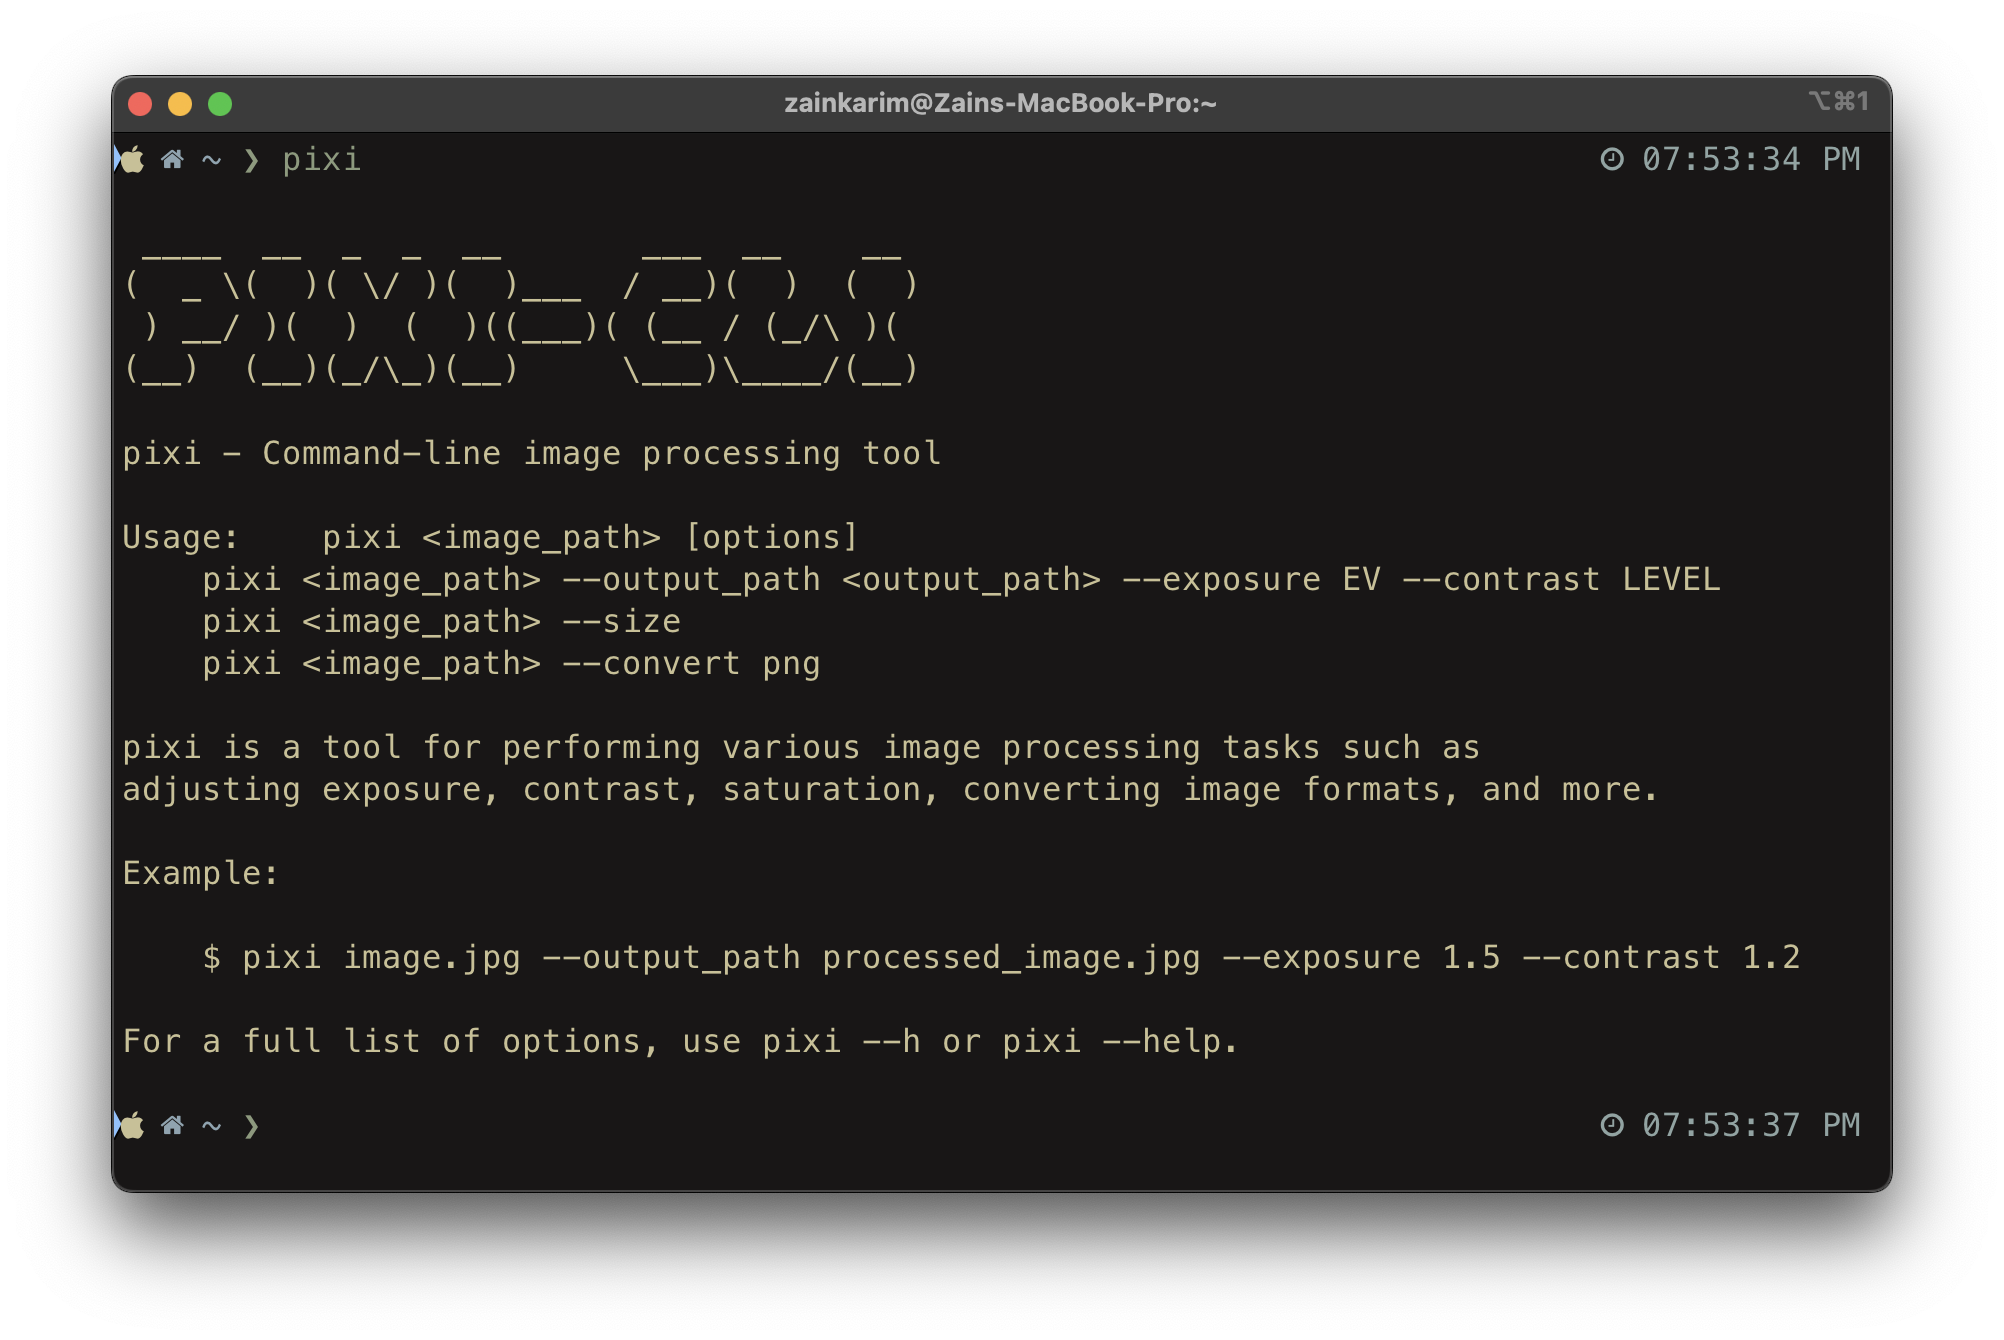 zainkarim@Zains-MacBook-Pro:~ ⌥⌘1
~ ❯ pixi 07:53:34 PM
 ____  __  _  _  __       ___  __    __
(  _ \(  )( \/ )(  )___  / __)(  )  (  )
 ) __/ )(  )  (  )((___)( (__ / (_/\ )(
(__)  (__)(_/\_)(__)     \___)\____/(__)
pixi - Command-line image processing tool
Usage:    pixi <image_path> [options]
    pixi <image_path> --output_path <output_path> --exposure EV --contrast LEVEL
    pixi <image_path> --size
    pixi <image_path> --convert png
pixi is a tool for performing various image processing tasks such as
adjusting exposure, contrast, saturation, converting image formats, and more.
Example:
    $ pixi image.jpg --output_path processed_image.jpg --exposure 1.5 --contrast 1.2
For a full list of options, use pixi --h or pixi --help.
~ ❯ 07:53:37 PM